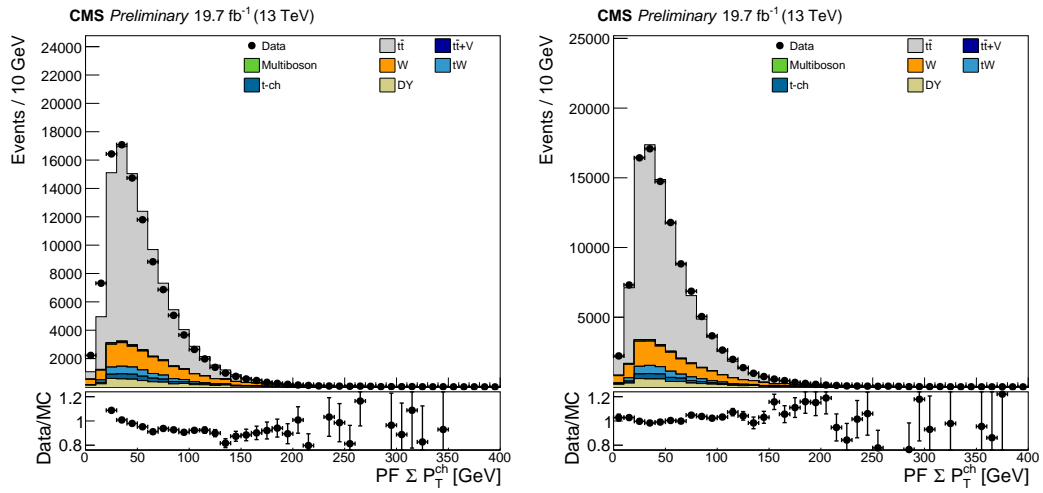 CMS Preliminary 19.7 fb-1 (13 TeV)
Events / 10 GeV
24000
22000
20000
18000
16000
14000
12000
10000
8000
6000
4000
2000
Data
tt̄
tt̄+V
Multiboson
W
tW
t-ch
DY
Data/MC
1.2
1
0.8
0 50 100 150 200 250 300 350 400
PF Σ P_T^ch [GeV]
CMS Preliminary 19.7 fb-1 (13 TeV)
Events / 10 GeV
25000
20000
15000
10000
5000
Data
tt̄
tt̄+V
Multiboson
W
tW
t-ch
DY
Data/MC
1.2
1
0.8
0 50 100 150 200 250 300 350 400
PF Σ P_T^ch [GeV]